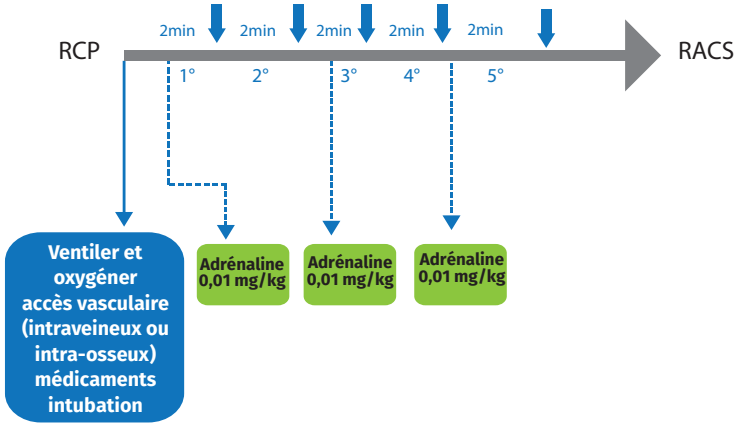 2min 2min 2min 2min 2min
RCP RACS
1° 2° 3° 4° 5°
Ventiler et
oxygéner
accès vasculaire
(intraveineux ou
intra-osseux)
médicaments
intubation
Adrénaline
0,01 mg/kg
Adrénaline
0,01 mg/kg
Adrénaline
0,01 mg/kg